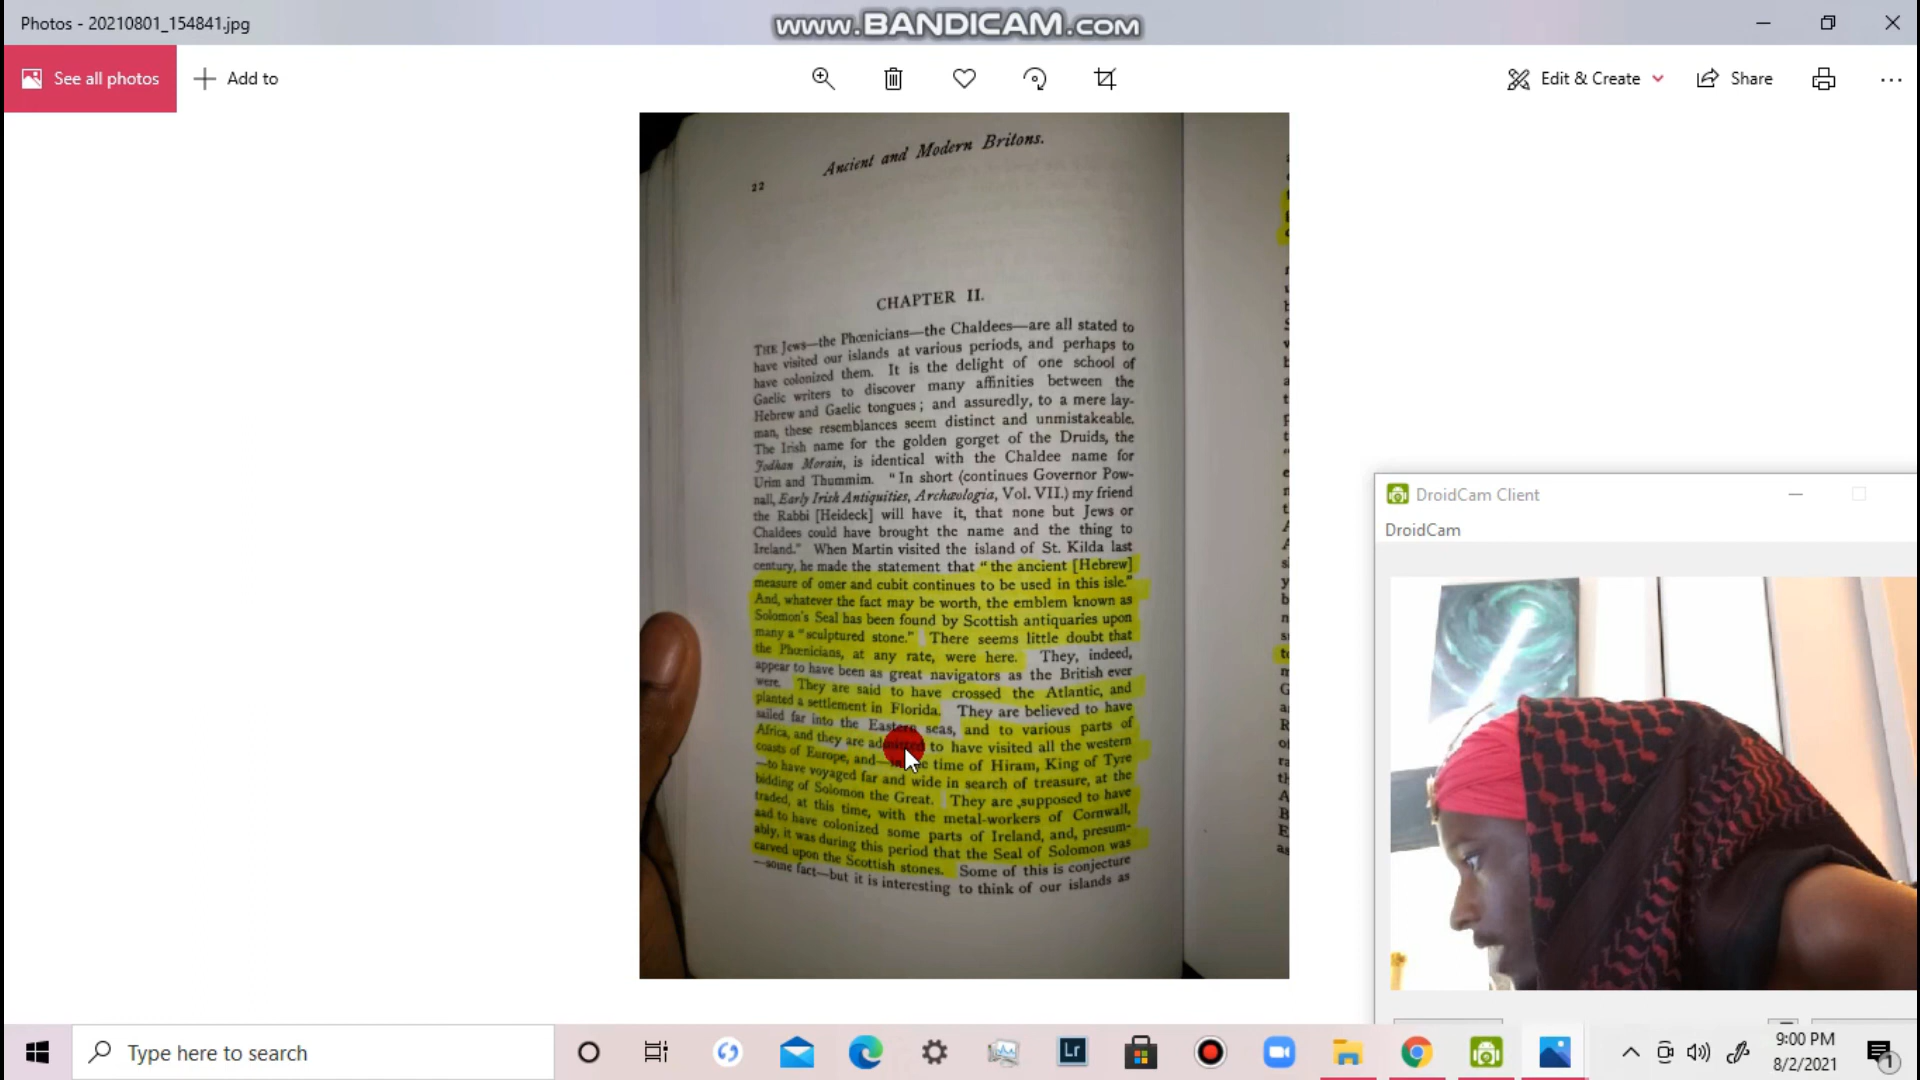 Photos - 20210801_154841.jpg
www.BANDICAM.com
See all photos
Add to
Edit & Create
Share
Ancient and Modern Britons.
22
CHAPTER II.
THE Jews—the Phœnicians—the Chaldees—are all stated to
have visited our islands at various periods, and perhaps to
have colonized them. It is the delight of one school of
Gaelic writers to discover many affinities between the
Hebrew and Gaelic tongues; and assuredly, to a mere lay-
man, these resemblances seem distinct and unmistakeable.
The Irish name for the golden gorget of the Druids, the
Jodhan Morain, is identical with the Chaldee name for
Urim and Thummim. "In short (continues Governor Pow-
nall, Early Irish Antiquities, Archæologia, Vol. VII.) my friend
the Rabbi [Heideck] will have it, that none but Jews or
Chaldees could have brought the name and the thing to
Ireland." When Martin visited the island of St. Kilda last
century, he made the statement that "the ancient [Hebrew]
measure of omer and cubit continues to be used in this isle."
And, whatever the fact may be worth, the emblem known as
Solomon's Seal has been found by Scottish antiquaries upon
many a "sculptured stone." There seems little doubt that
the Phœnicians, at any rate, were here. They, indeed,
appear to have been as great navigators as the British ever
were. They are said to have crossed the Atlantic, and
planted a settlement in Florida. They are believed to have
sailed far into the Eastern seas, and to various parts of
Africa, and they are admitted to have visited all the western
coasts of Europe, and—in the time of Hiram, King of Tyre
—to have voyaged far and wide in search of treasure, at the
bidding of Solomon the Great. They are supposed to have
traded, at this time, with the metal-workers of Cornwall,
and to have colonized some parts of Ireland, and, presum-
ably, it was during this period that the Seal of Solomon was
carved upon the Scottish stones. Some of this is conjecture
—some fact—but it is interesting to think of our islands as
DroidCam Client
DroidCam
Type here to search
Lr
9:00 PM
8/2/2021
1